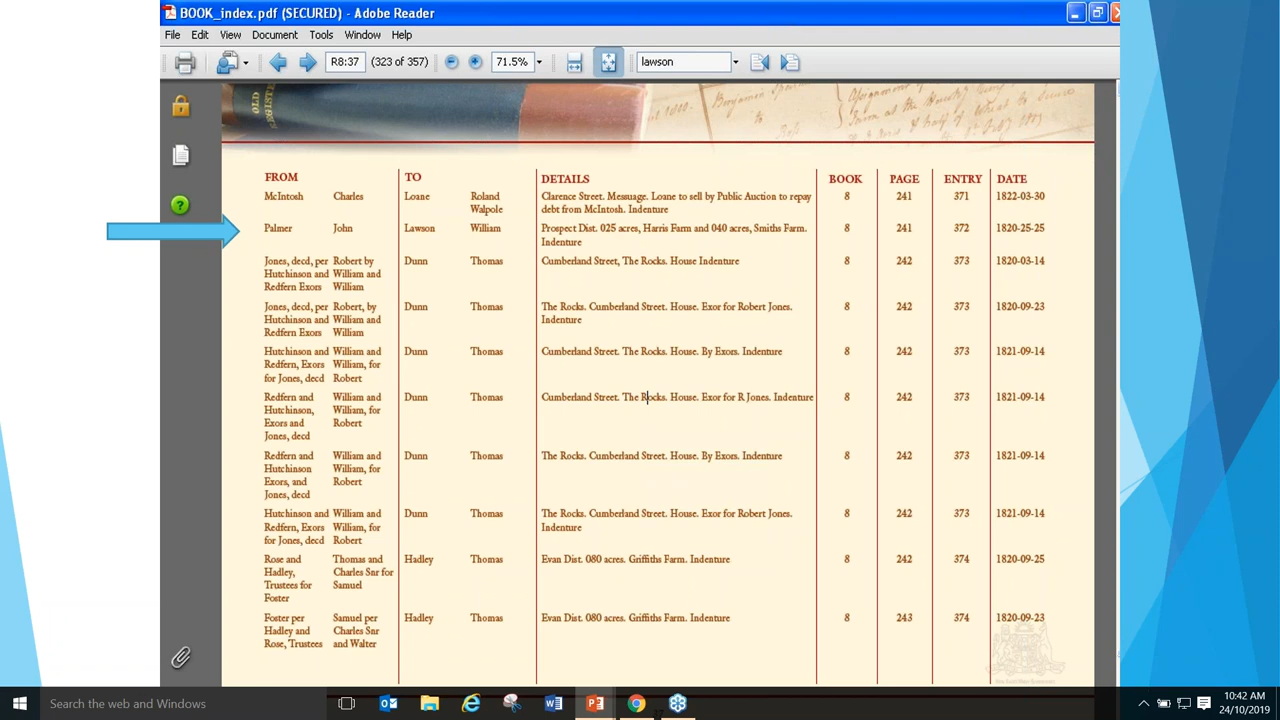 BOOK_index.pdf (SECURED) - Adobe Reader
File Edit View Document Tools Window Help
R8:37 (323 of 357) 71.5% lawson
OLD
REGISTER
FROM TO DETAILS BOOK PAGE ENTRY DATE
McIntosh Charles Loane Roland Clarence Street. Messuage. Loane to sell by Public Auction to repay 8 241 371 1822-03-30
Walpole debt from McIntosh. Indenture
Palmer John Lawson William Prospect Dist. 025 acres, Harris Farm and 040 acres, Smiths Farm. 8 241 372 1820-25-25
Indenture
Jones, decd, per Robert by Dunn Thomas Cumberland Street, The Rocks. House Indenture 8 242 373 1820-03-14
Hutchinson and William and
Redfern Exors William
Jones, decd, per Robert, by Dunn Thomas The Rocks. Cumberland Street. House. Exor for Robert Jones. 8 242 373 1820-09-23
Hutchinson and William and Indenture
Redfern Exors William
Hutchinson and William and Dunn Thomas Cumberland Street. The Rocks. House. By Exors. Indenture 8 242 373 1821-09-14
Redfern, Exors William, for
for Jones, decd Robert
Redfern and William and Dunn Thomas Cumberland Street. The Rocks. House. Exor for R Jones. Indenture 8 242 373 1821-09-14
Hutchinson, William, for
Exors and Robert
Jones, decd
Redfern and William and Dunn Thomas The Rocks. Cumberland Street. House. By Exors. Indenture 8 242 373 1821-09-14
Hutchinson William, for
Exors, and Robert
Jones, decd
Hutchinson and William and Dunn Thomas The Rocks. Cumberland Street. House. Exor for Robert Jones. 8 242 373 1821-09-14
Redfern, Exors William, for Indenture
for Jones, decd Robert
Rose and Thomas and Hadley Thomas Evan Dist. 080 acres. Griffiths Farm. Indenture 8 242 374 1820-09-25
Hadley, Charles Snr for
Trustees for Samuel
Foster
Foster per Samuel per Hadley Thomas Evan Dist. 080 acres. Griffiths Farm. Indenture 8 243 374 1820-09-23
Hadley and Charles Snr
Rose, Trustees and Walter
Search the web and Windows
10:42 AM
24/10/2019